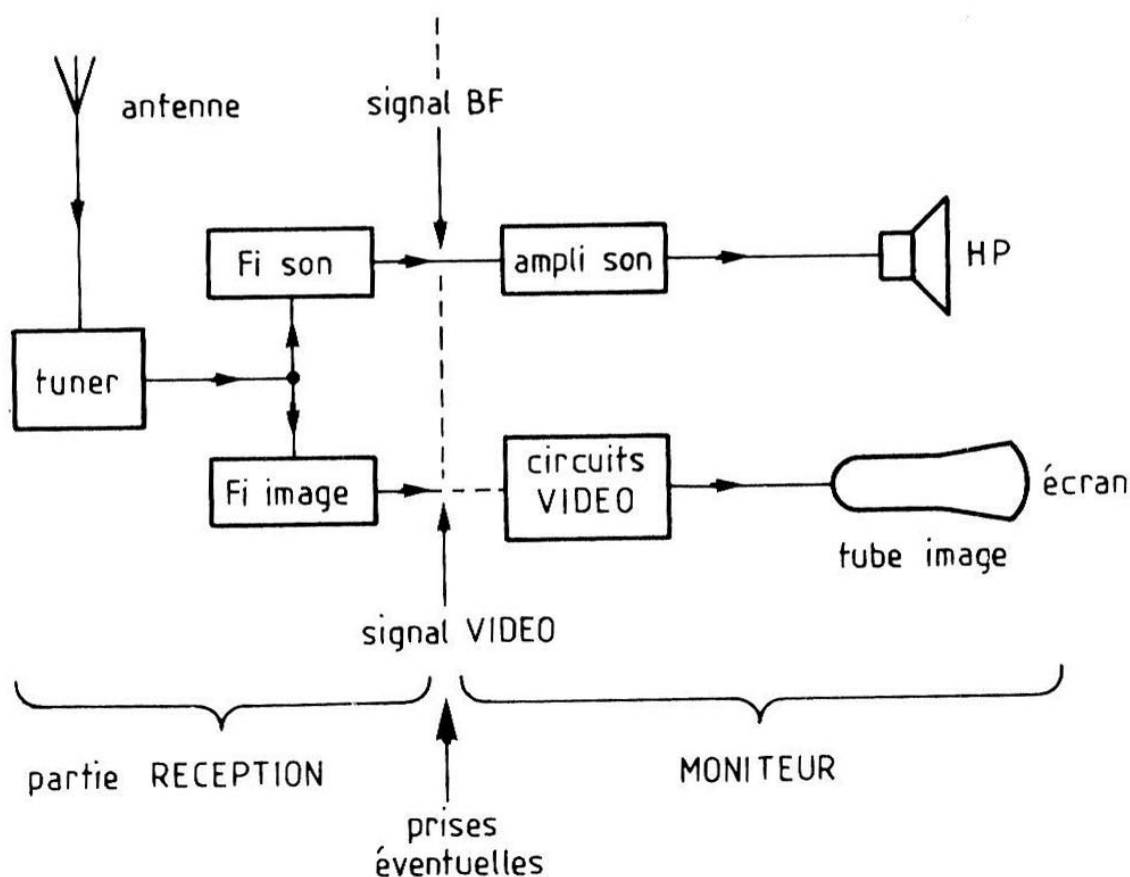 antenne
signal BF
Fi son
ampli son
HP
tuner
Fi image
circuits
VIDEO
écran
tube image
signal VIDEO
partie RECEPTION
MONITEUR
prises
éventuelles